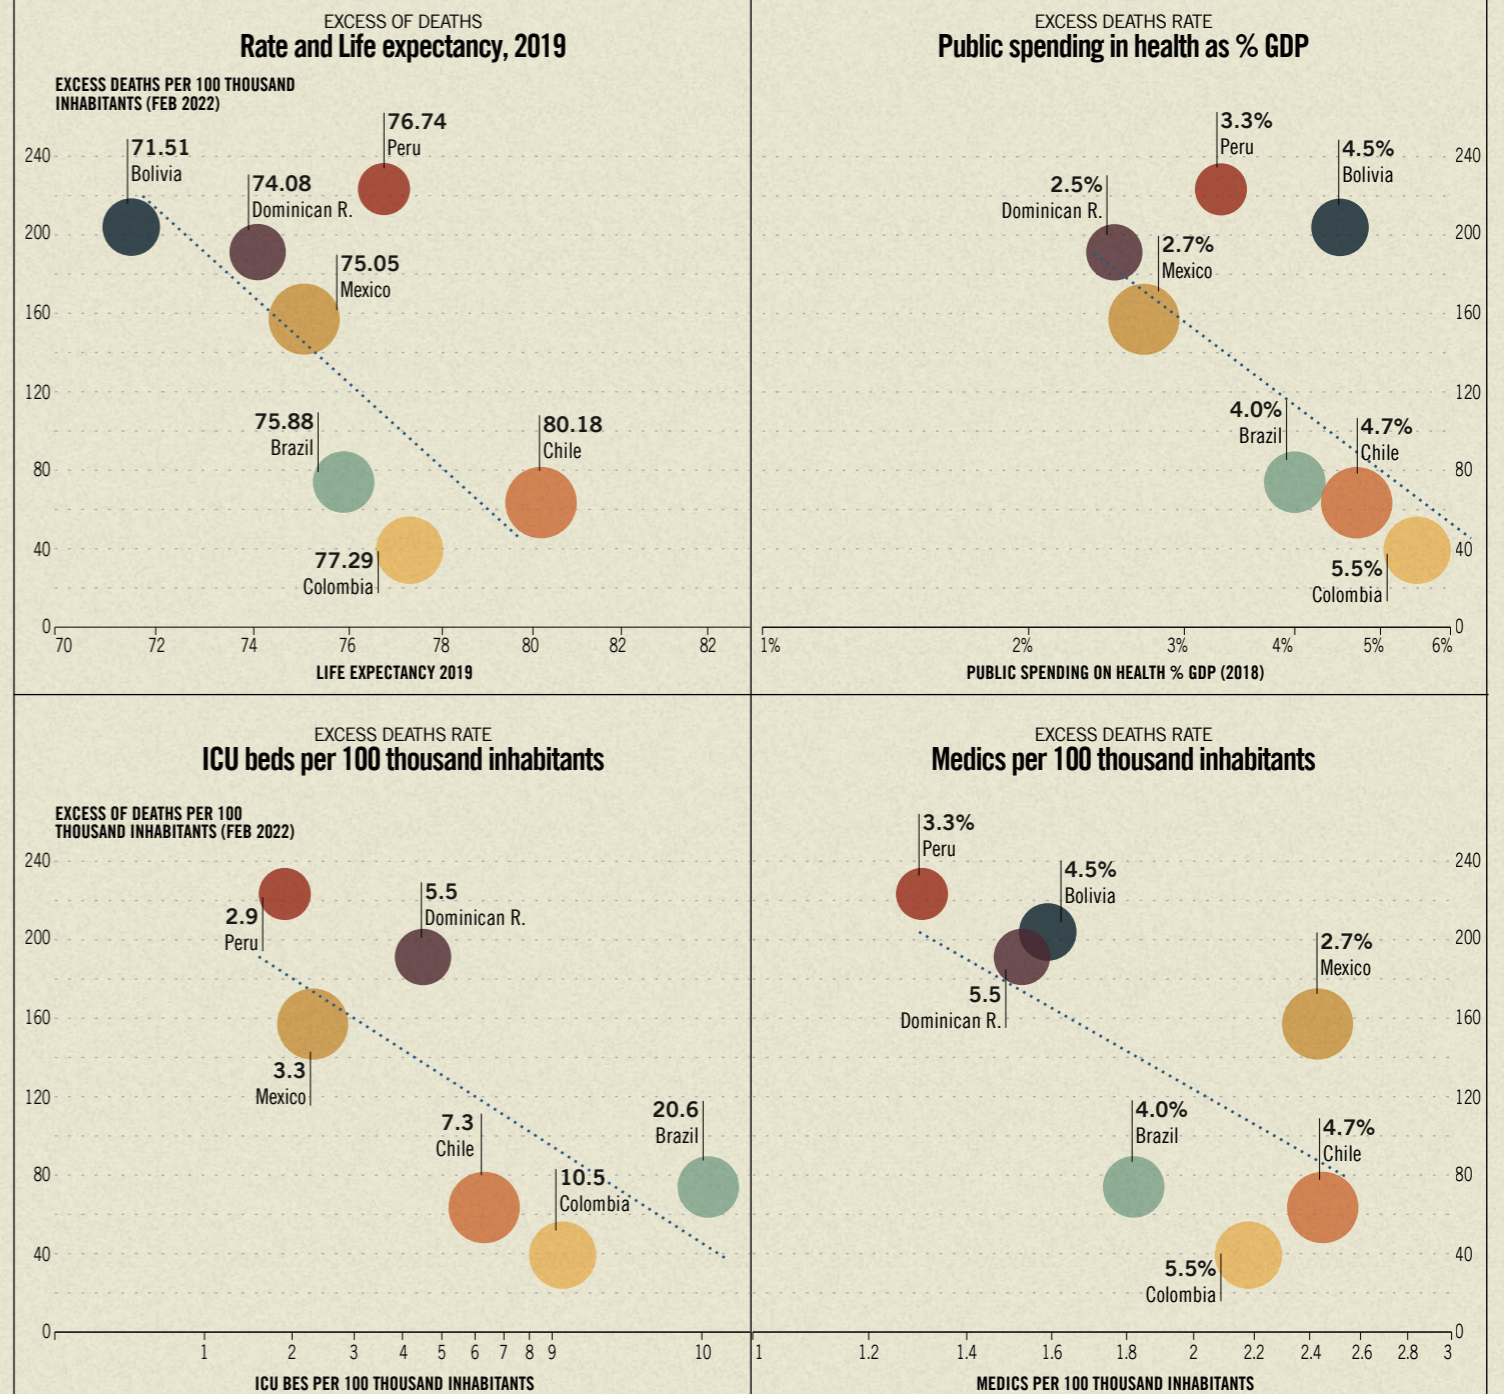 EXCESS OF DEATHS
Rate and Life expectancy, 2019
EXCESS DEATHS PER 100 THOUSAND
INHABITANTS (FEB 2022)
240
200
160
120
80
40
0
71.51
Bolivia
74.08
Dominican R.
76.74
Peru
75.05
Mexico
75.88
Brazil
80.18
Chile
77.29
Colombia
70 72 74 76 78 80 82 82
LIFE EXPECTANCY 2019
EXCESS DEATHS RATE
Public spending in health as % GDP
3.3%
Peru
4.5%
Bolivia
2.5%
Dominican R.
2.7%
Mexico
4.0%
Brazil
4.7%
Chile
5.5%
Colombia
240
200
160
120
80
40
0
1% 2% 3% 4% 5% 6%
PUBLIC SPENDING ON HEALTH % GDP (2018)
EXCESS DEATHS RATE
ICU beds per 100 thousand inhabitants
EXCESS OF DEATHS PER 100
THOUSAND INHABITANTS (FEB 2022)
240
200
160
120
80
40
0
2.9
Peru
5.5
Dominican R.
3.3
Mexico
7.3
Chile
20.6
Brazil
10.5
Colombia
1 2 3 4 5 6 7 8 9 10
ICU BES PER 100 THOUSAND INHABITANTS
EXCESS DEATHS RATE
Medics per 100 thousand inhabitants
3.3%
Peru
4.5%
Bolivia
2.7%
Mexico
5.5
Dominican R.
4.0%
Brazil
4.7%
Chile
5.5%
Colombia
240
200
160
120
80
40
0
1 1.2 1.4 1.6 1.8 2 2.2 2.4 2.6 2.8 3
MEDICS PER 100 THOUSAND INHABITANTS